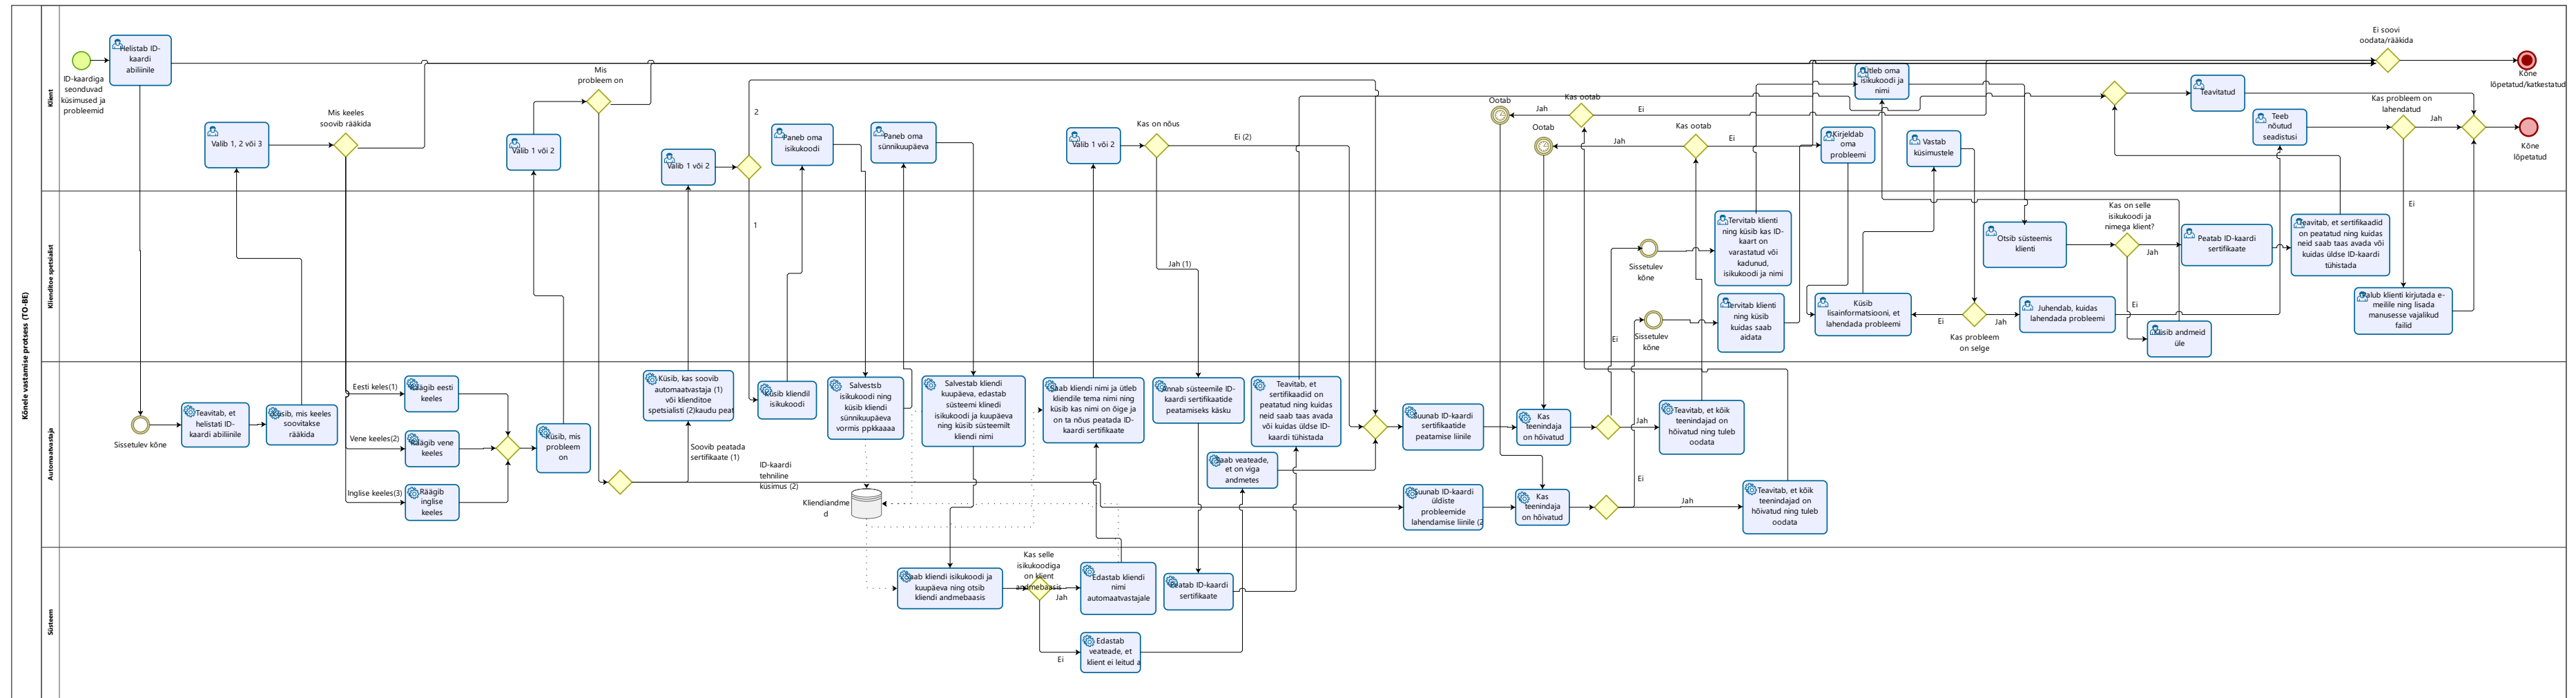 Kõnele vastamise protsess (TO-BE)
Klient
ID-kaardiga
seonduvad
küsimused ja
probleemid
Helistab ID-
kaardi
abiliinile
Valib 1, 2 või 3
Mis keeles
soovib rääkida
Valib 1 või 2
Mis
probleem on
Valib 1 või 2
2
1
Paneb oma
isikukoodi
Paneb oma
sünnikuupäeva
Valib 1 või 2
Kas on nõus
Ei (2)
Jah (1)
Ootab
Jah
Kas ootab
Ei
Ootab
Jah
Kas ootab
Ei
Kirjeldab
oma
probleemi
Ütleb oma
isikukoodi ja
nimi
Vastab
küsimustele
Teavitatud
Teeb
nõutud
seadistusi
Kas probleem on
lahendatud
Jah
Ei
Ei soovi
oodata/rääkida
Kõne
lõpetatud/katkestatud
Kõne
lõpetatud
Klienditoe spetsialist
Sissetulev
kõne
Tervitab klienti
ning küsib kas ID-
kaart on
varastatud või
kadunud,
isikukoodi ja nimi
Sissetulev
kõne
Tervitab klienti
ning küsib
kuidas saab
aidata
Küsib
lisainformatsiooni, et
lahendada probleemi
Ei
Kas probleem
on selge
Jah
Juhendab, kuidas
lahendada probleemi
Otsib süsteemis
klienti
Kas on selle
isikukoodi ja
nimega klient?
Jah
Ei
Küsib andmeid
üle
Peatab ID-kaardi
sertifikaate
Teavitab, et sertifikaadid
on peatatud ning kuidas
neid saab taas avada või
kuidas üldse ID-kaardi
tühistada
Palub klienti kirjutada e-
meilile ning lisada
manusesse vajalikud
failid
Automaatvastaja
Sissetulev kõne
Teavitab, et
helistati ID-
kaardi abiliinile
Küsib, mis keeles
soovitakse
rääkida
Eesti keles(1)
Räägib eesti
keeles
Vene keeles(2)
Räägib vene
keeles
Inglise keeles(3)
Räägib
inglise
keeles
Küsib, mis
probleem
on
Küsib, kas soovib
automaatvastaja (1)
või klienditoe
spetsialisti (2)kaudu peat
Soovib peatada
sertifikaate (1)
ID-kaardi
tehniline
küsimus (2)
Küsib kliendil
isikukoodi
Salvestsb
isikukoodi ning
küsib kliendi
sünnikuupäeva
vormis ppkkaaaa
Kliendiandme
d
Salvestab kliendi
kuupäeva, edastab
süsteemi klinedi
isikukoodi ja kuupäeva
ning küsib süsteemilt
kliendi nimi
Saab kliendi nimi ja ütleb
kliendile tema nimi ning
küsib kas nimi on õige ja
on ta nõus peatada ID-
kaardi sertifikaate
Annab süsteemile ID-
kaardi sertifikaatide
peatamiseks käsku
Teavitab, et
sertifikaadid on
peatatud ning kuidas
neid saab taas avada
või kuidas üldse ID-
kaardi tühistada
Saab veateade,
et on viga
andmetes
Suunab ID-kaardi
sertifikaatide
peatamise liinile
Kas
teenindaja
on hõivatud
Ei
Jah
Teavitab, et kõik
teenindajad on
hõivatud ning tuleb
oodata
Suunab ID-kaardi
üldiste
probleemide
lahendamise liinile (2
Kas
teenindaja
on hõivatud
Ei
Jah
Teavitab, et kõik
teenindajad on
hõivatud ning tuleb
oodata
Süsteem
Saab kliendi isikukoodi ja
kuupäeva ning otsib
kliendi andmebaasis
Kas selle
isikukoodiga
on klient
andmebaasis
Jah
Ei
Edastab kliendi
nimi
automaatvastajale
Edastab
veateade, et
klient ei leitud a
Peatab ID-kaardi
sertifikaate